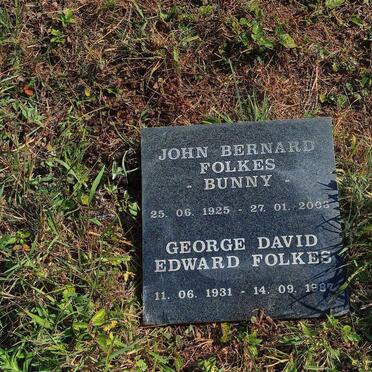 JOHN BERNARD
FOLKES
- BUNNY -
25. 06. 1925 - 27. 01. 2003
GEORGE DAVID
EDWARD FOLKES
11. 06. 1931 - 14. 09.